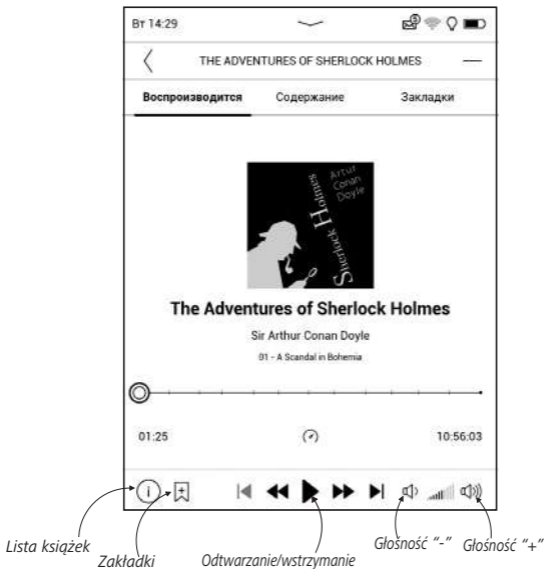 Вт 14:29
THE ADVENTURES OF SHERLOCK HOLMES
Воспроизводится Содержание Закладки
Artur
Conan
Doyle
Sherlock Holmes
The Adventures of Sherlock Holmes
Sir Arthur Conan Doyle
01 - A Scandal in Bohemia
01:25 10:56:03
Lista książek
Zakładki
Odtwarzanie/wstrzymanie
Głośność "-"
Głośność "+"